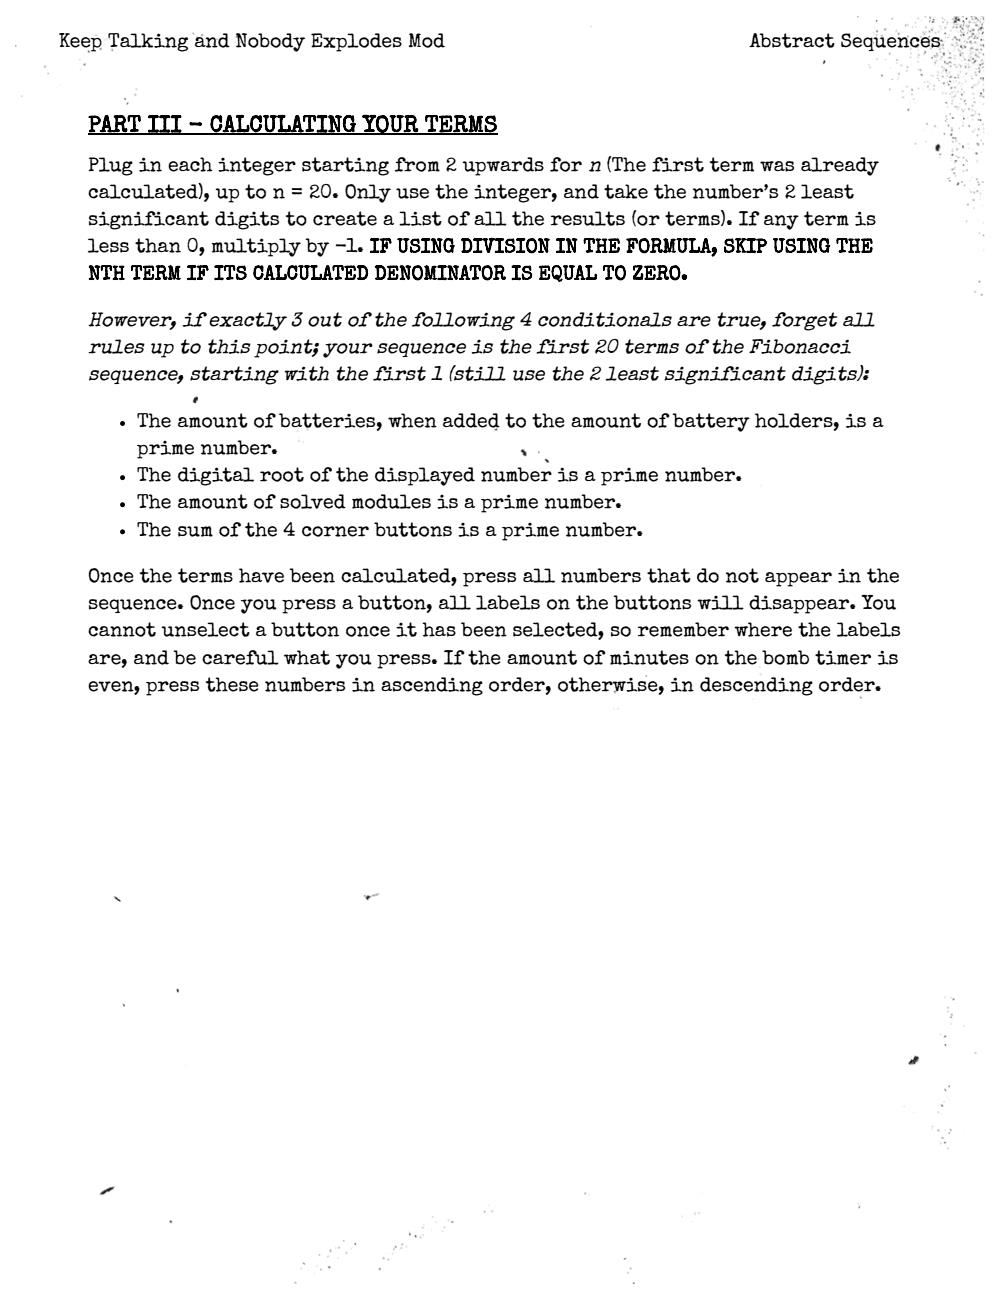 Keep Talking and Nobody Explodes Mod
Abstract Sequences
PART III – CALCULATING YOUR TERMS
Plug in each integer starting from 2 upwards for n (The first term was already
calculated), up to n = 20. Only use the integer, and take the number's 2 least
significant digits to create a list of all the results (or terms). If any term is
less than 0, multiply by -1. IF USING DIVISION IN THE FORMULA, SKIP USING THE
NTH TERM IF ITS CALCULATED DENOMINATOR IS EQUAL TO ZERO.
However, if exactly 3 out of the following 4 conditionals are true, forget all
rules up to this point; your sequence is the first 20 terms of the Fibonacci
sequence, starting with the first 1 (still use the 2 least significant digits):
• The amount of batteries, when added to the amount of battery holders, is a
prime number.
• The digital root of the displayed number is a prime number.
• The amount of solved modules is a prime number.
• The sum of the 4 corner buttons is a prime number.
Once the terms have been calculated, press all numbers that do not appear in the
sequence. Once you press a button, all labels on the buttons will disappear. You
cannot unselect a button once it has been selected, so remember where the labels
are, and be careful what you press. If the amount of minutes on the bomb timer is
even, press these numbers in ascending order, otherwise, in descending order.